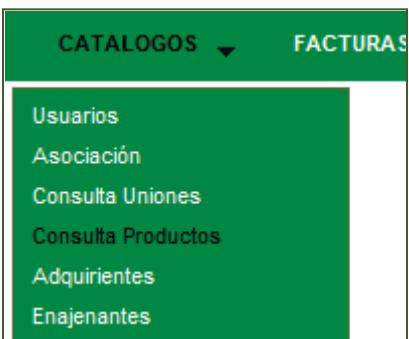 CATALOGOS FACTURAS
Usuarios
Asociación
Consulta Uniones
Consulta Productos
Adquirientes
Enajenantes